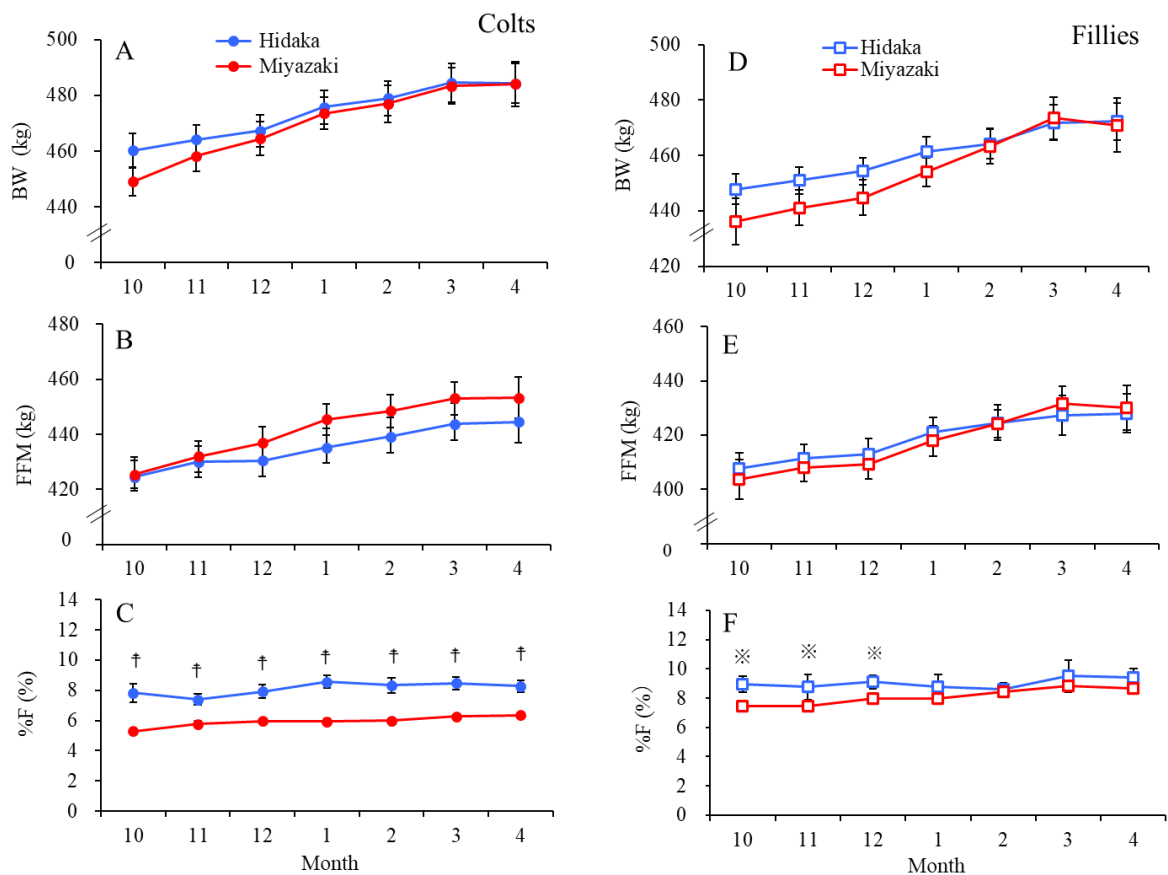 Colts
A
Hidaka
Miyazaki
BW (kg)
500
480
460
440
0
10 11 12 1 2 3 4
Fillies
D
Hidaka
Miyazaki
BW (kg)
500
480
460
440
420
10 11 12 1 2 3 4
B
FFM (kg)
480
460
440
420
0
10 11 12 1 2 3 4
E
FFM (kg)
460
440
420
400
0
10 11 12 1 2 3 4
C
%F (%)
14
12
10
8
6
4
2
0
† † † † † † †
10 11 12 1 2 3 4
Month
F
%F (%)
14
12
10
8
6
4
2
0
※ ※ ※
10 11 12 1 2 3 4
Month